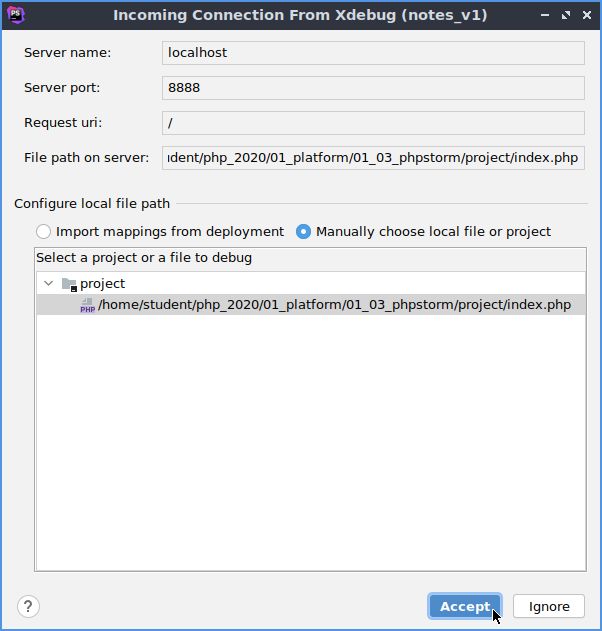 PS Incoming Connection From Xdebug (notes_v1)
Server name: localhost
Server port: 8888
Request uri: /
File path on server: ıdent/php_2020/01_platform/01_03_phpstorm/project/index.php
Configure local file path
Import mappings from deployment Manually choose local file or project
Select a project or a file to debug
project
PHP /home/student/php_2020/01_platform/01_03_phpstorm/project/index.php
? Accept Ignore